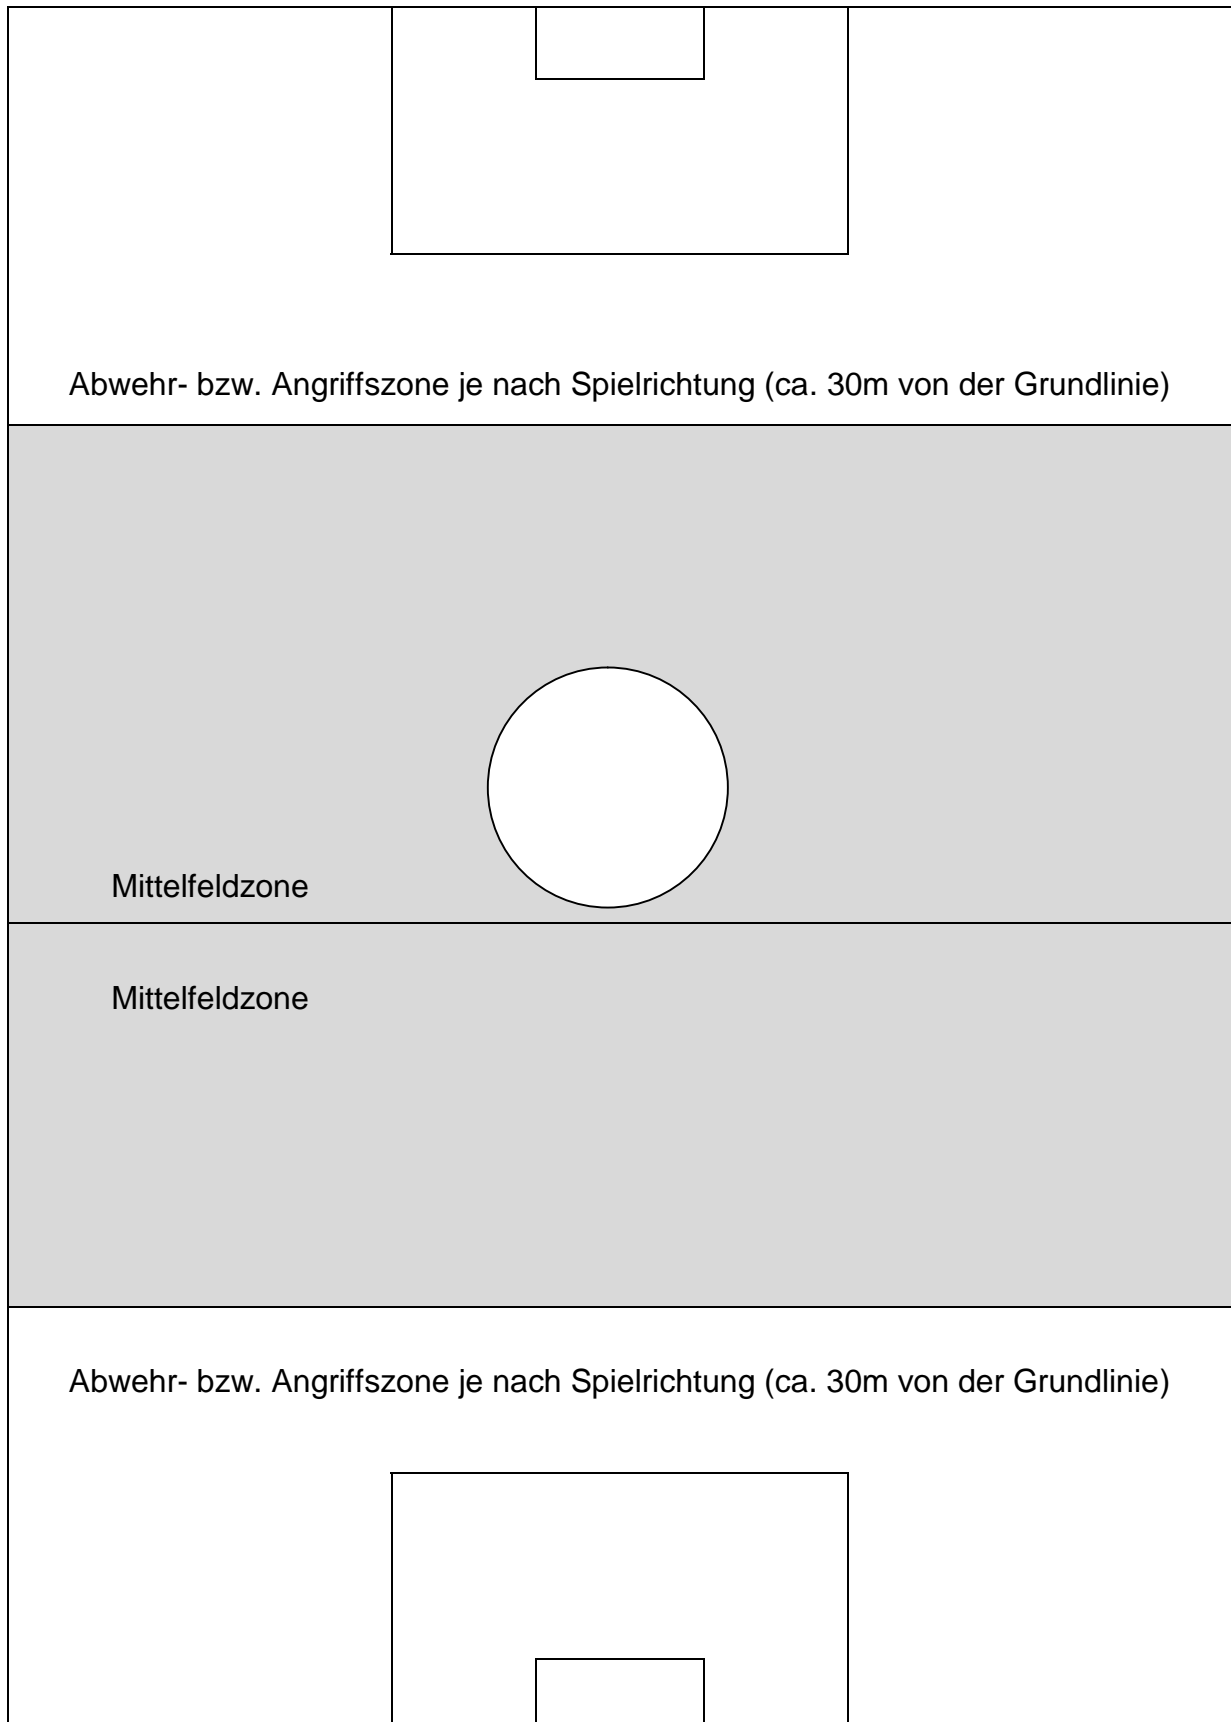 Abwehr- bzw. Angriffszone je nach Spielrichtung (ca. 30m von der Grundlinie)
Mittelfeldzone
Mittelfeldzone
Abwehr- bzw. Angriffszone je nach Spielrichtung (ca. 30m von der Grundlinie)